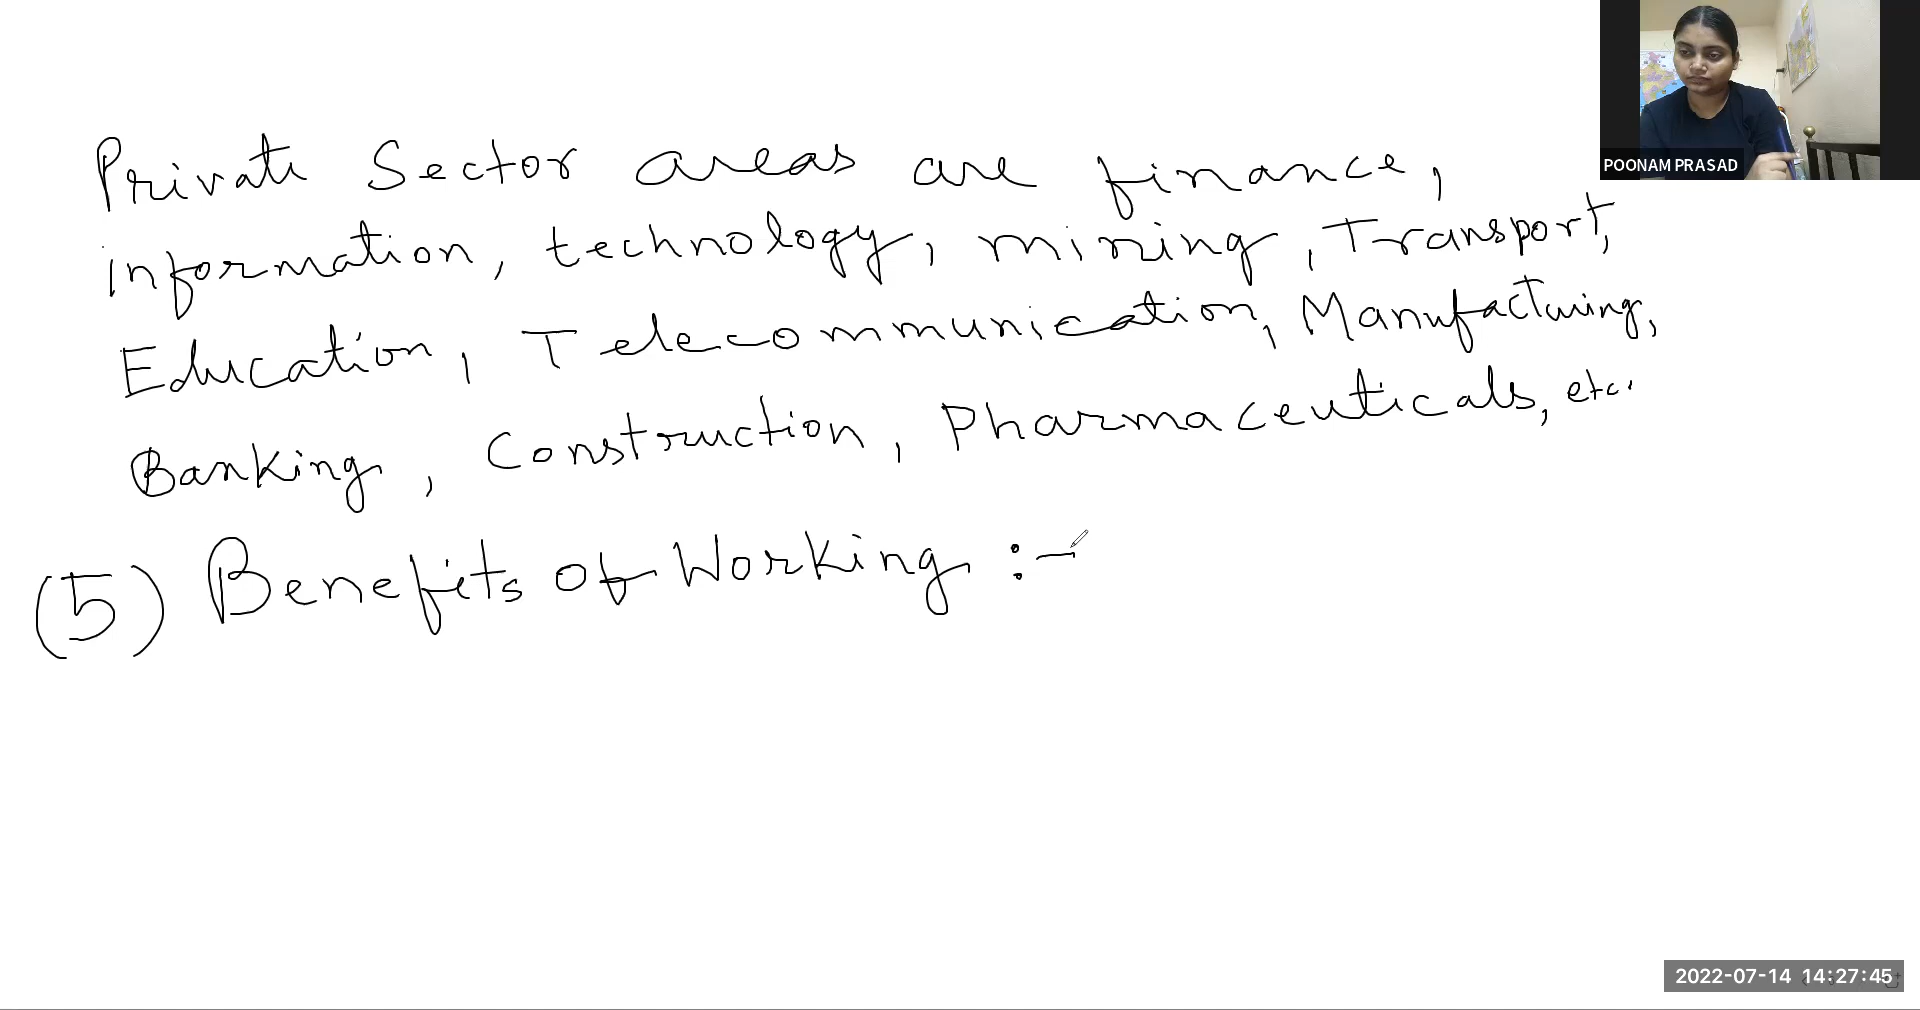 Private Sector areas are finance,
information, technology, mining, Transport,
Education, Telecommunication, Manufacturing,
Banking, Construction, Pharmaceuticals, etc.
(5) Benefits of Working :-
POONAM PRASAD
2022-07-14 14:27:45